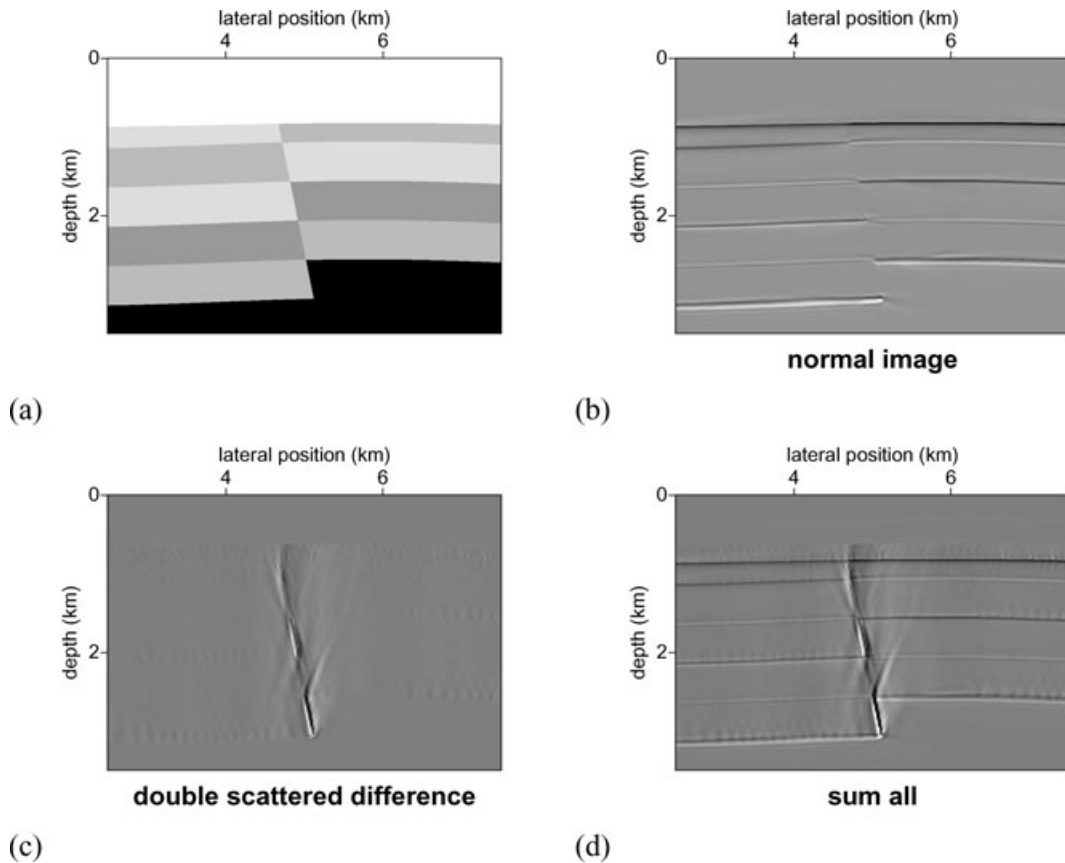 lateral position (km)
4 6
0
2
depth (km)
(a)
lateral position (km)
4 6
0
2
depth (km)
normal image
(b)
lateral position (km)
4 6
0
2
depth (km)
double scattered difference
(c)
lateral position (km)
4 6
0
2
depth (km)
sum all
(d)